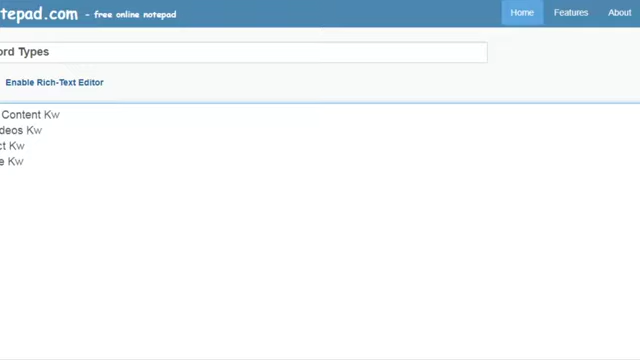 tepad.com - free online notepad
Home Features About
ord Types
Enable Rich-Text Editor
Content Kw
deos Kw
ct Kw
e Kw